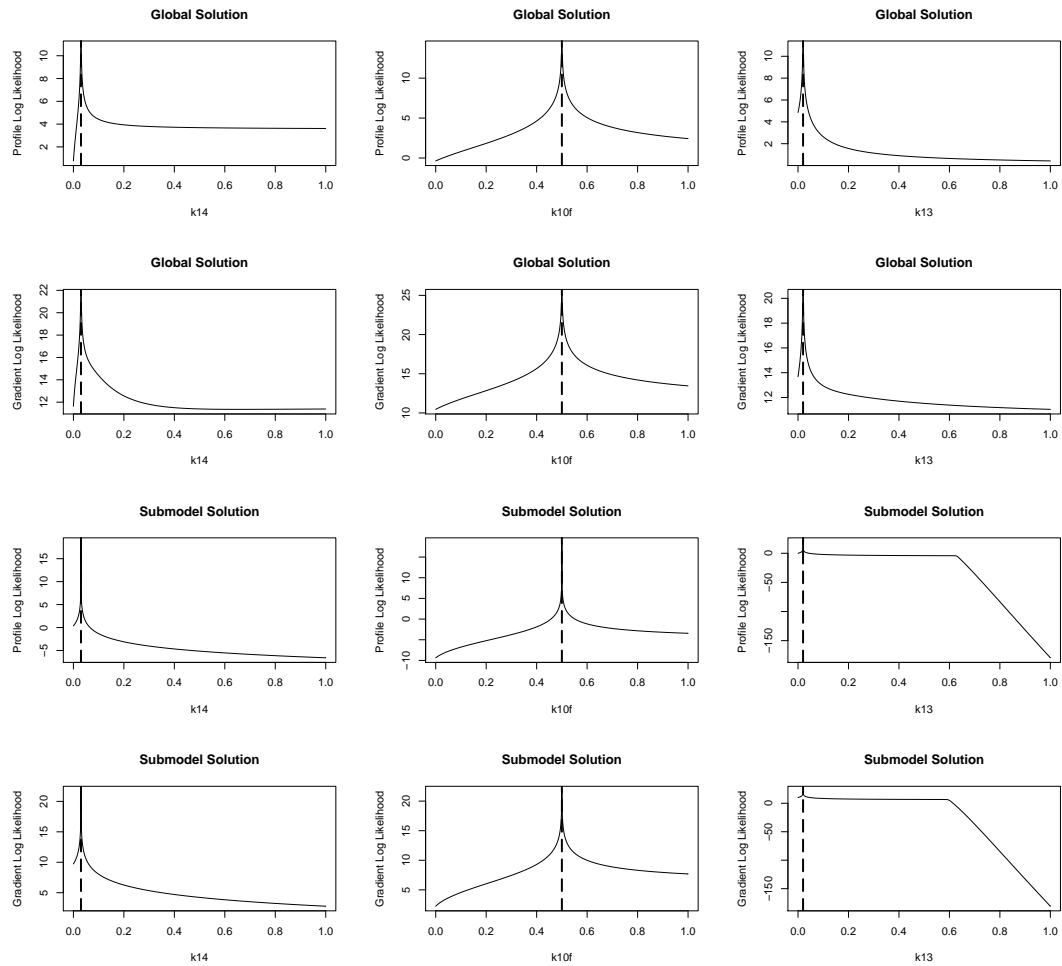 Global Solution
Profile Log Likelihood
2 4 6 8 10
0.0 0.2 0.4 0.6 0.8 1.0
k14
Global Solution
Profile Log Likelihood
0 5 10
0.0 0.2 0.4 0.6 0.8 1.0
k10f
Global Solution
Profile Log Likelihood
2 4 6 8 10
0.0 0.2 0.4 0.6 0.8 1.0
k13
Global Solution
Gradient Log Likelihood
12 14 16 18 20 22
0.0 0.2 0.4 0.6 0.8 1.0
k14
Global Solution
Gradient Log Likelihood
10 15 20 25
0.0 0.2 0.4 0.6 0.8 1.0
k10f
Global Solution
Gradient Log Likelihood
12 14 16 18 20
0.0 0.2 0.4 0.6 0.8 1.0
k13
Submodel Solution
Profile Log Likelihood
−5 0 5 10 15
0.0 0.2 0.4 0.6 0.8 1.0
k14
Submodel Solution
Profile Log Likelihood
−10 0 5 10
0.0 0.2 0.4 0.6 0.8 1.0
k10f
Submodel Solution
Profile Log Likelihood
−150 −50 0
0.0 0.2 0.4 0.6 0.8 1.0
k13
Submodel Solution
Gradient Log Likelihood
5 10 15 20
0.0 0.2 0.4 0.6 0.8 1.0
k14
Submodel Solution
Gradient Log Likelihood
5 10 15 20
0.0 0.2 0.4 0.6 0.8 1.0
k10f
Submodel Solution
Gradient Log Likelihood
−150 −50 0
0.0 0.2 0.4 0.6 0.8 1.0
k13